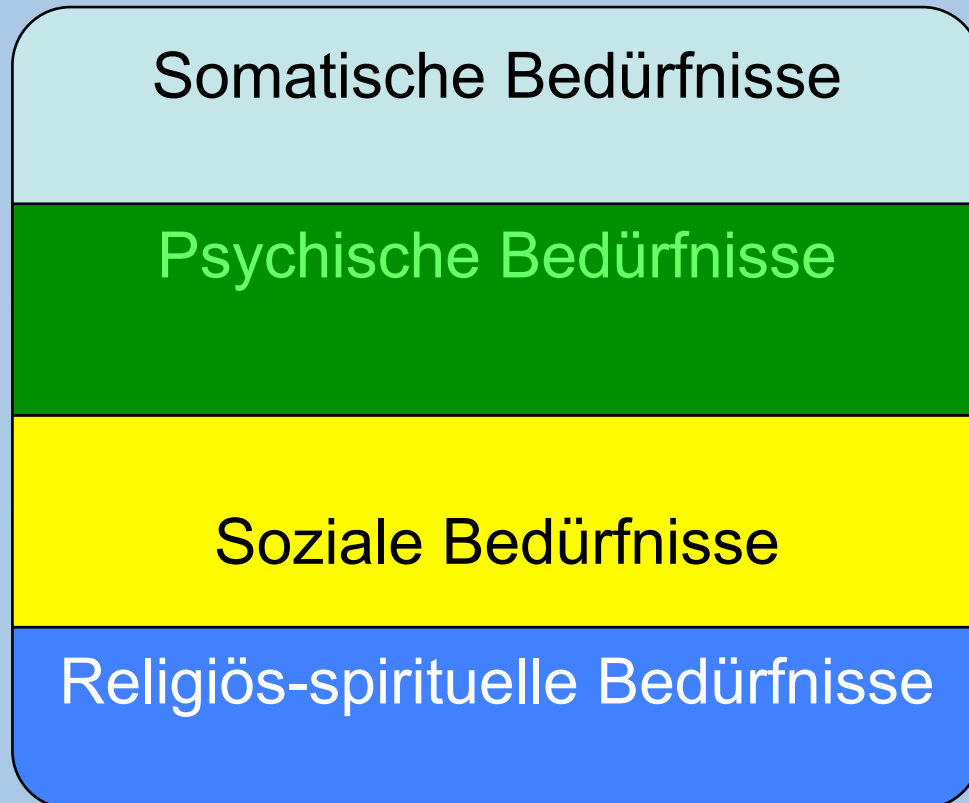 Somatische Bedürfnisse
Psychische Bedürfnisse
Soziale Bedürfnisse
Religiös-spirituelle Bedürfnisse